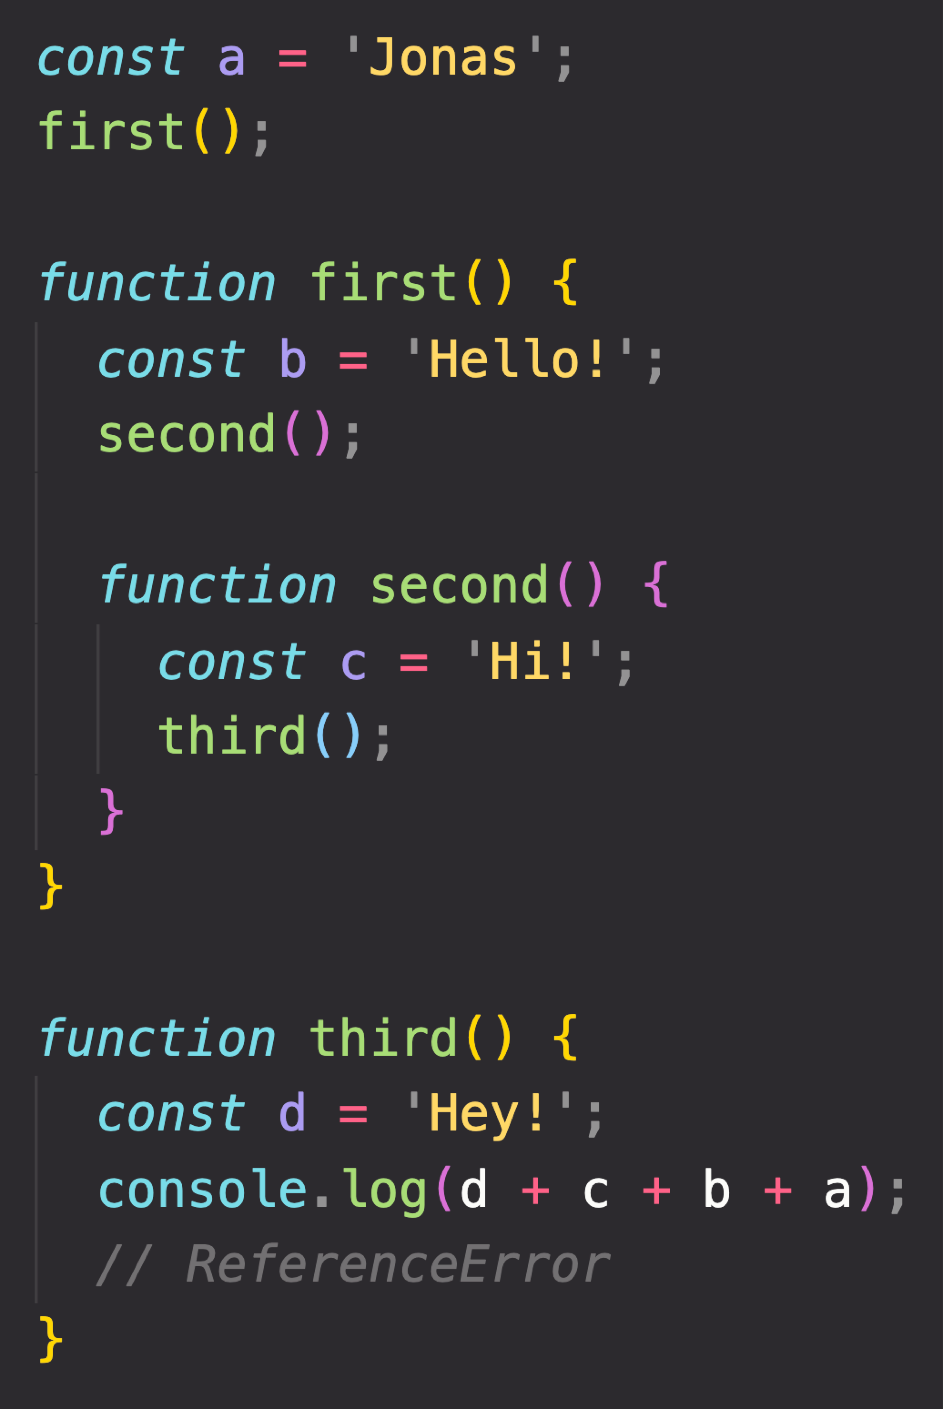 const a = 'Jonas';
first();
function first() {
const b = 'Hello!';
second();
function second() {
const c = 'Hi!';
third();
}
}
function third() {
const d = 'Hey!';
console.log(d + c + b + a);
// ReferenceError
}